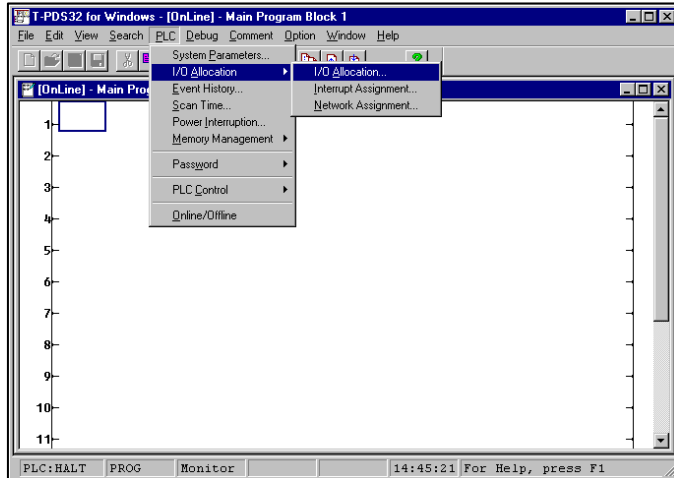 T-PDS32 for Windows - [OnLine] - Main Program Block 1
File Edit View Search PLC Debug Comment Option Window Help
System Parameters...
I/O Allocation
Event History...
Scan Time...
Power Interruption...
Memory Management
Password
PLC Control
Online/Offline
I/O Allocation...
Interrupt Assignment...
Network Assignment...
[OnLine] - Main Prog
1
2
3
4
5
6
7
8
9
10
11
PLC:HALT PROG Monitor 14:45:21 For Help, press F1